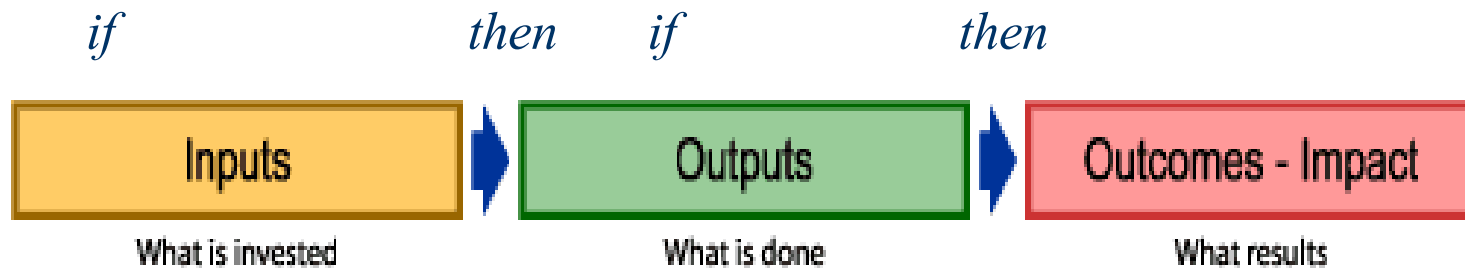 if then if then
Inputs Outputs Outcomes - Impact
What is invested What is done What results